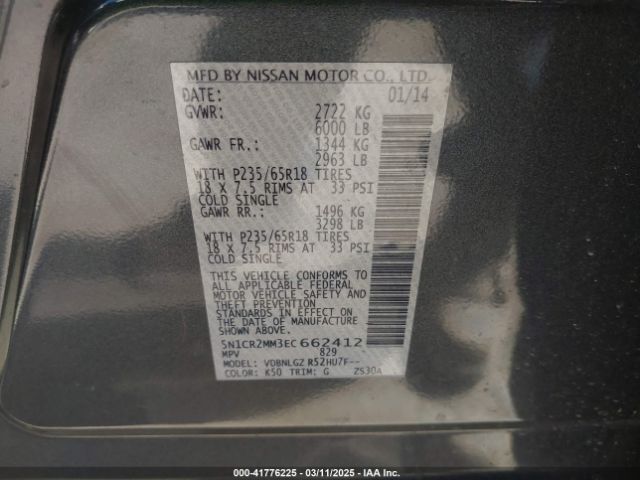 MFD BY NISSAN MOTOR CO., LTD.
DATE: 01/14
GVWR: 2722 KG
6000 LB
GAWR FR.: 1344 KG
2963 LB
WITH P235/65R18 TIRES
18 X 7.5 RIMS AT 33 PSI
COLD SINGLE
GAWR RR.: 1496 KG
3298 LB
WITH P235/65R18 TIRES
18 X 7.5 RIMS AT 33 PSI
COLD SINGLE
THIS VEHICLE CONFORMS TO
ALL APPLICABLE FEDERAL
MOTOR VEHICLE SAFETY AND
THEFT PREVENTION
STANDARDS IN EFFECT ON
THE DATE OF MANUFACTURE
SHOWN ABOVE.
5N1CR2MM3EC662412
MPV 829
MODEL: VDBNLGZ R52HU7F--
COLOR: K50 TRIM: G ZS30A
000-41776225 - 03/11/2025 - IAA Inc.